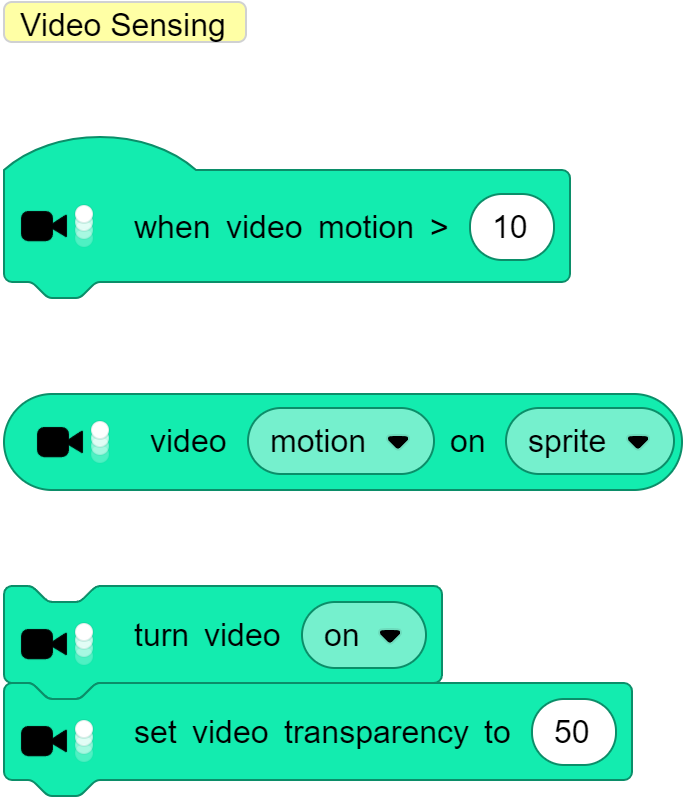 Video Sensing
when video motion > 10
video motion on sprite
turn video on
set video transparency to 50